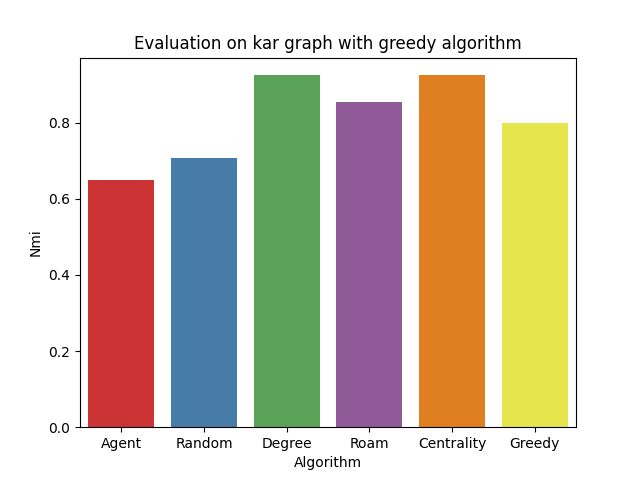 Evaluation on kar graph with greedy algorithm
0.8
0.6
0.4
0.2
0.0
Nmi
Agent Random Degree Roam Centrality Greedy
Algorithm